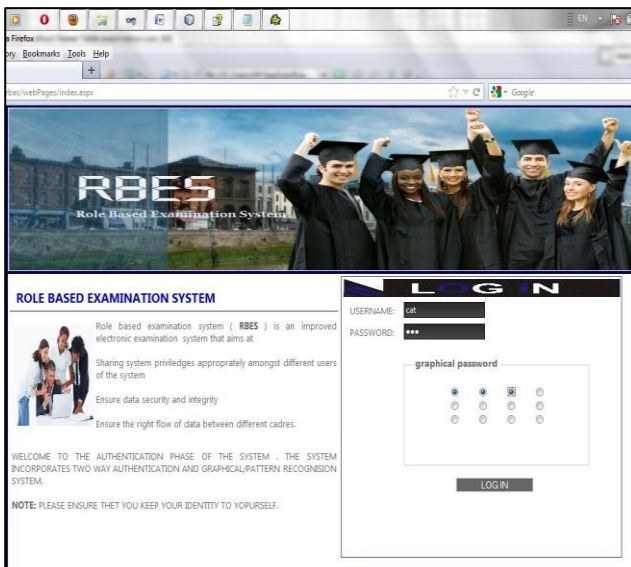 EN
a Firefox
ory Bookmarks Tools Help
+
rbac/webPages/index.aspx
Google
RBES
Role Based Examination System
LOG IN
ROLE BASED EXAMINATION SYSTEM
Role based examination system ( RBES ) is an improved
electronic examination system that aims at
Sharing system priviledges appropriately amongst different users
of the system
Ensure data security and integrity
Ensure the right flow of data between different cadres.
WELCOME TO THE AUTHENTICATION PHASE OF THE SYSTEM . THE SYSTEM
INCORPORATES TWO WAY AUTHENTICATION AND GRAPHICAL/PATTERN RECOGNISION
SYSTEM.
NOTE: PLEASE ENSURE THET YOU KEEP YOUR IDENTITY TO YOPURSELF.
USERNAME: cat
PASSWORD: •••
graphical password
LOG IN